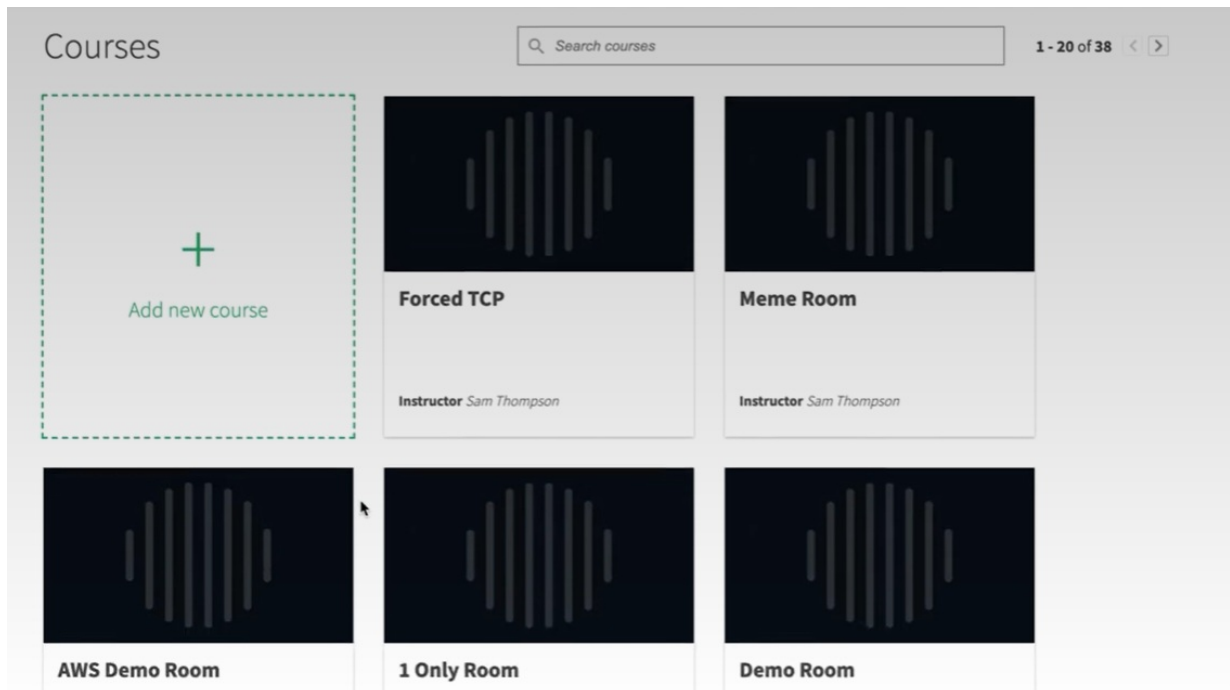 Courses
Search courses
1 - 20 of 38
Add new course
Forced TCP
Instructor Sam Thompson
Meme Room
Instructor Sam Thompson
AWS Demo Room
1 Only Room
Demo Room